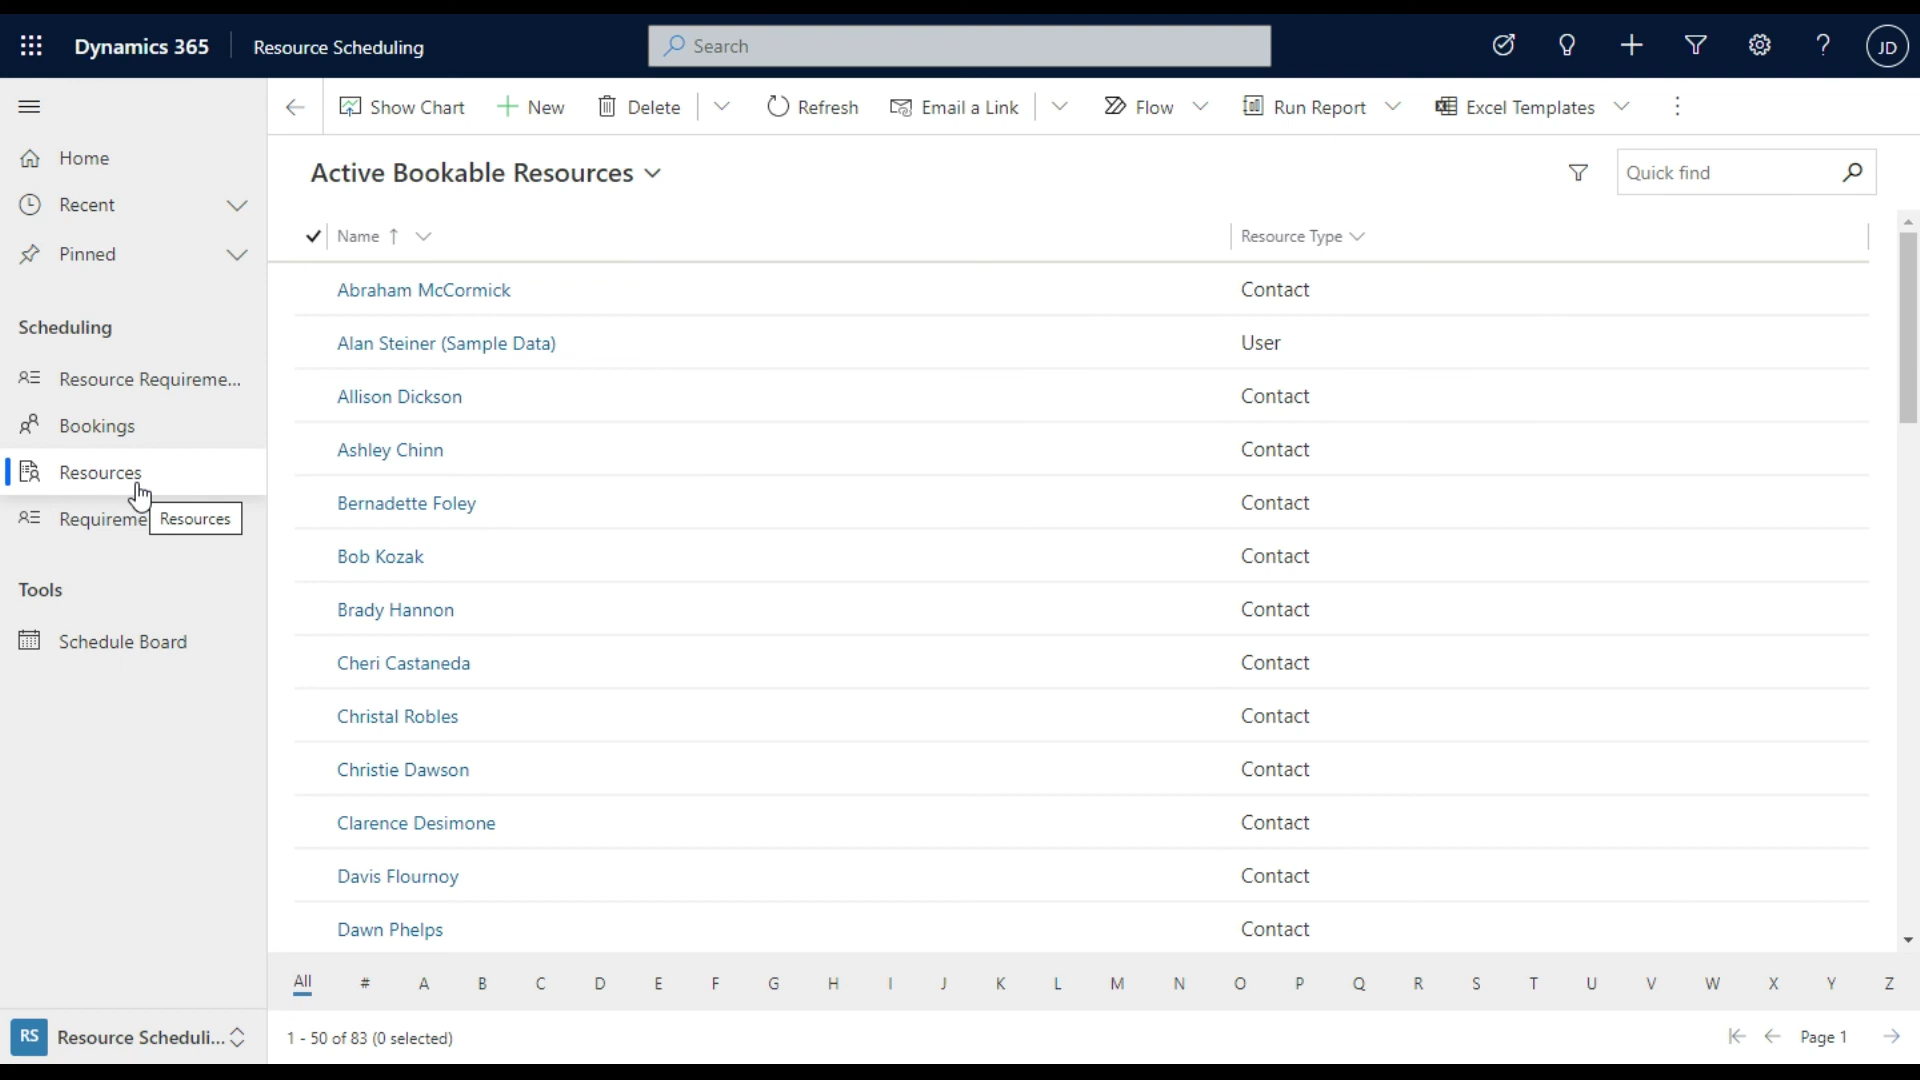 Dynamics 365
Resource Scheduling
Search
JD
Show Chart
New
Delete
Refresh
Email a Link
Flow
Run Report
Excel Templates
Home
Recent
Pinned
Scheduling
Resource Requireme...
Bookings
Resources
Requireme
Resources
Tools
Schedule Board
RS
Resource Scheduli...
Active Bookable Resources
Quick find
Name
Resource Type
Abraham McCormick Contact
Alan Steiner (Sample Data) User
Allison Dickson Contact
Ashley Chinn Contact
Bernadette Foley Contact
Bob Kozak Contact
Brady Hannon Contact
Cheri Castaneda Contact
Christal Robles Contact
Christie Dawson Contact
Clarence Desimone Contact
Davis Flournoy Contact
Dawn Phelps Contact
All # A B C D E F G H I J K L M N O P Q R S T U V W X Y Z
1 - 50 of 83 (0 selected)
Page 1